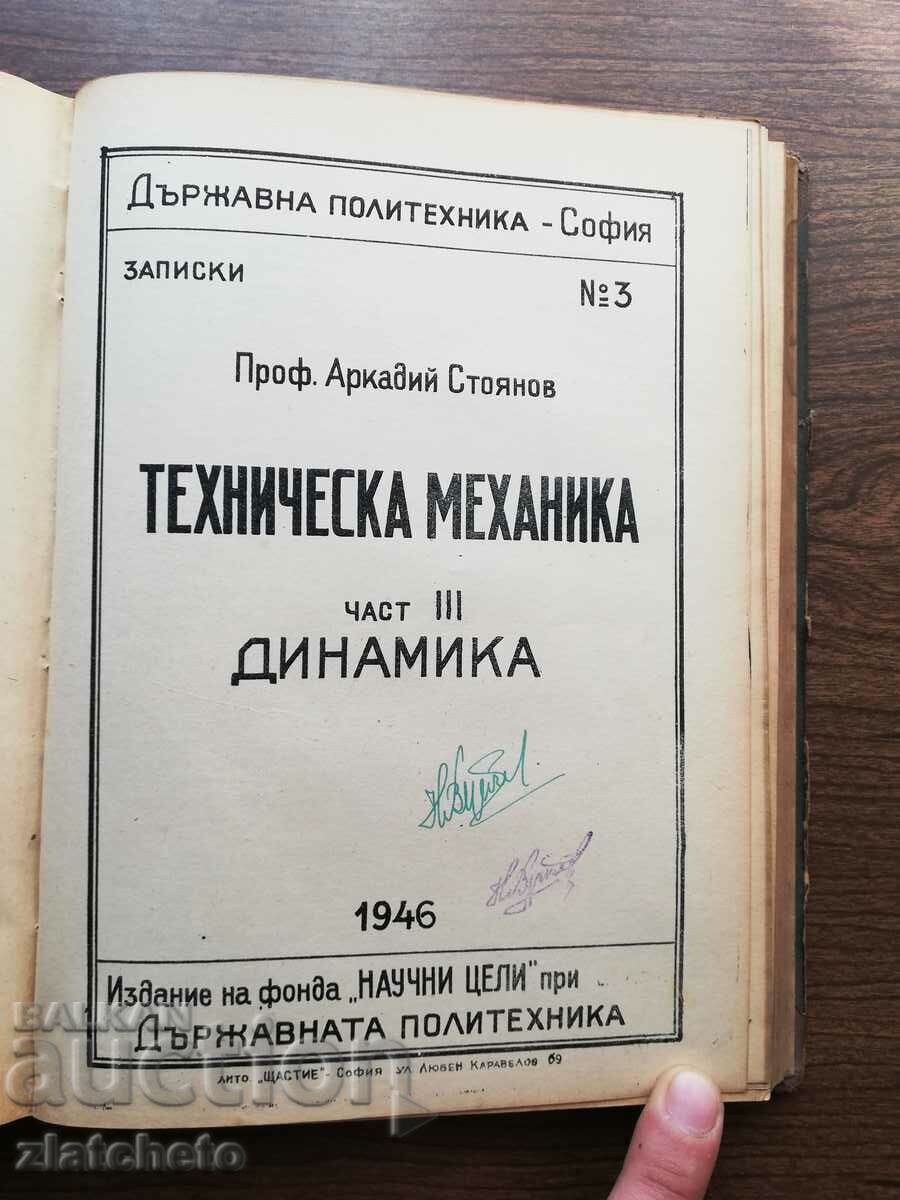 ДЪРЖАВНА ПОЛИТЕХНИКА - СОФИЯ
ЗАПИСКИ
№3
Проф. Аркадий Стоянов
ТЕХНИЧЕСКА МЕХАНИКА
ЧАСТ III
ДИНАМИКА
1946
Издание на фонда „НАУЧНИ ЦЕЛИ" при
ДЪРЖАВНАТА ПОЛИТЕХНИКА
ЛИТО „ЩАСТИЕ"- СОФИЯ УЛ ЛЮБЕН КАРАВЕЛОВ 69
BALKAN
auction
zlatcheto